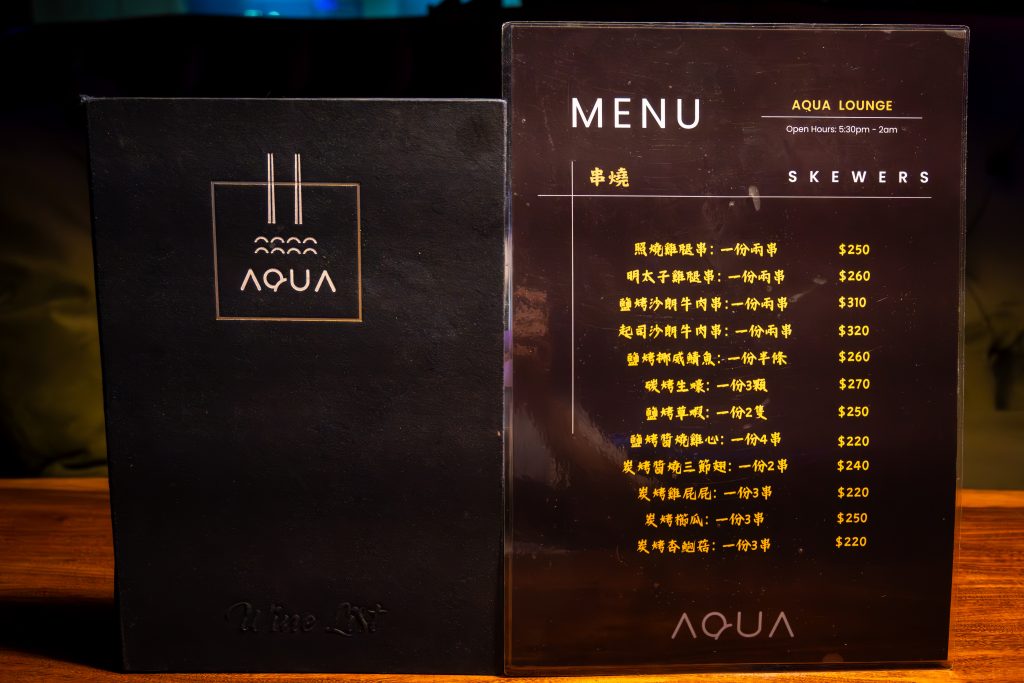 AQUA
Wine List
MENU
AQUA LOUNGE
Open Hours: 5:30pm - 2am
串燒
SKEWERS
照燒雞腿串: 一份兩串 $250
明太子雞腿串: 一份兩串 $260
鹽烤沙朗牛肉串: 一份兩串 $310
起司沙朗牛肉串: 一份兩串 $320
鹽烤挪威鯖魚: 一份半條 $260
碳烤生蠔: 一份3顆 $270
鹽烤草蝦: 一份2隻 $250
鹽烤醬燒雞心: 一份4串 $220
炭烤醬燒三節翅: 一份2串 $240
炭烤雞屁屁: 一份3串 $220
炭烤櫛瓜: 一份3串 $250
炭烤杏鮑菇: 一份3串 $220
AQUA